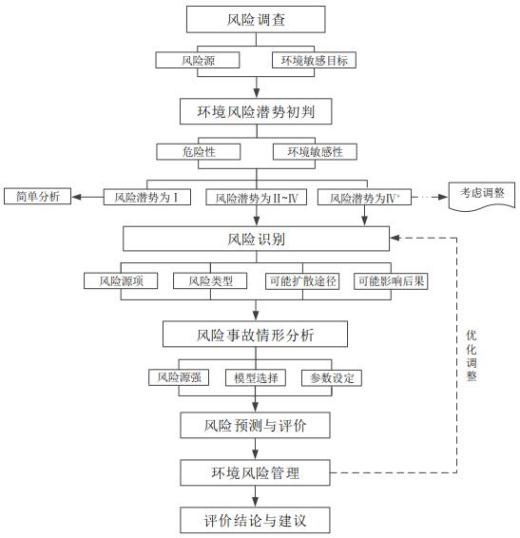 风险调查
风险源
环境敏感目标
环境风险潜势初判
危险性
环境敏感性
简单分析
风险潜势为Ⅰ
风险潜势为Ⅱ~Ⅳ
风险潜势为Ⅳ⁺
考虑调整
风险识别
风险源项
风险类型
可能扩散途径
可能影响后果
风险事故情形分析
优化调整
风险源强
模型选择
参数设定
风险预测与评价
环境风险管理
评价结论与建议